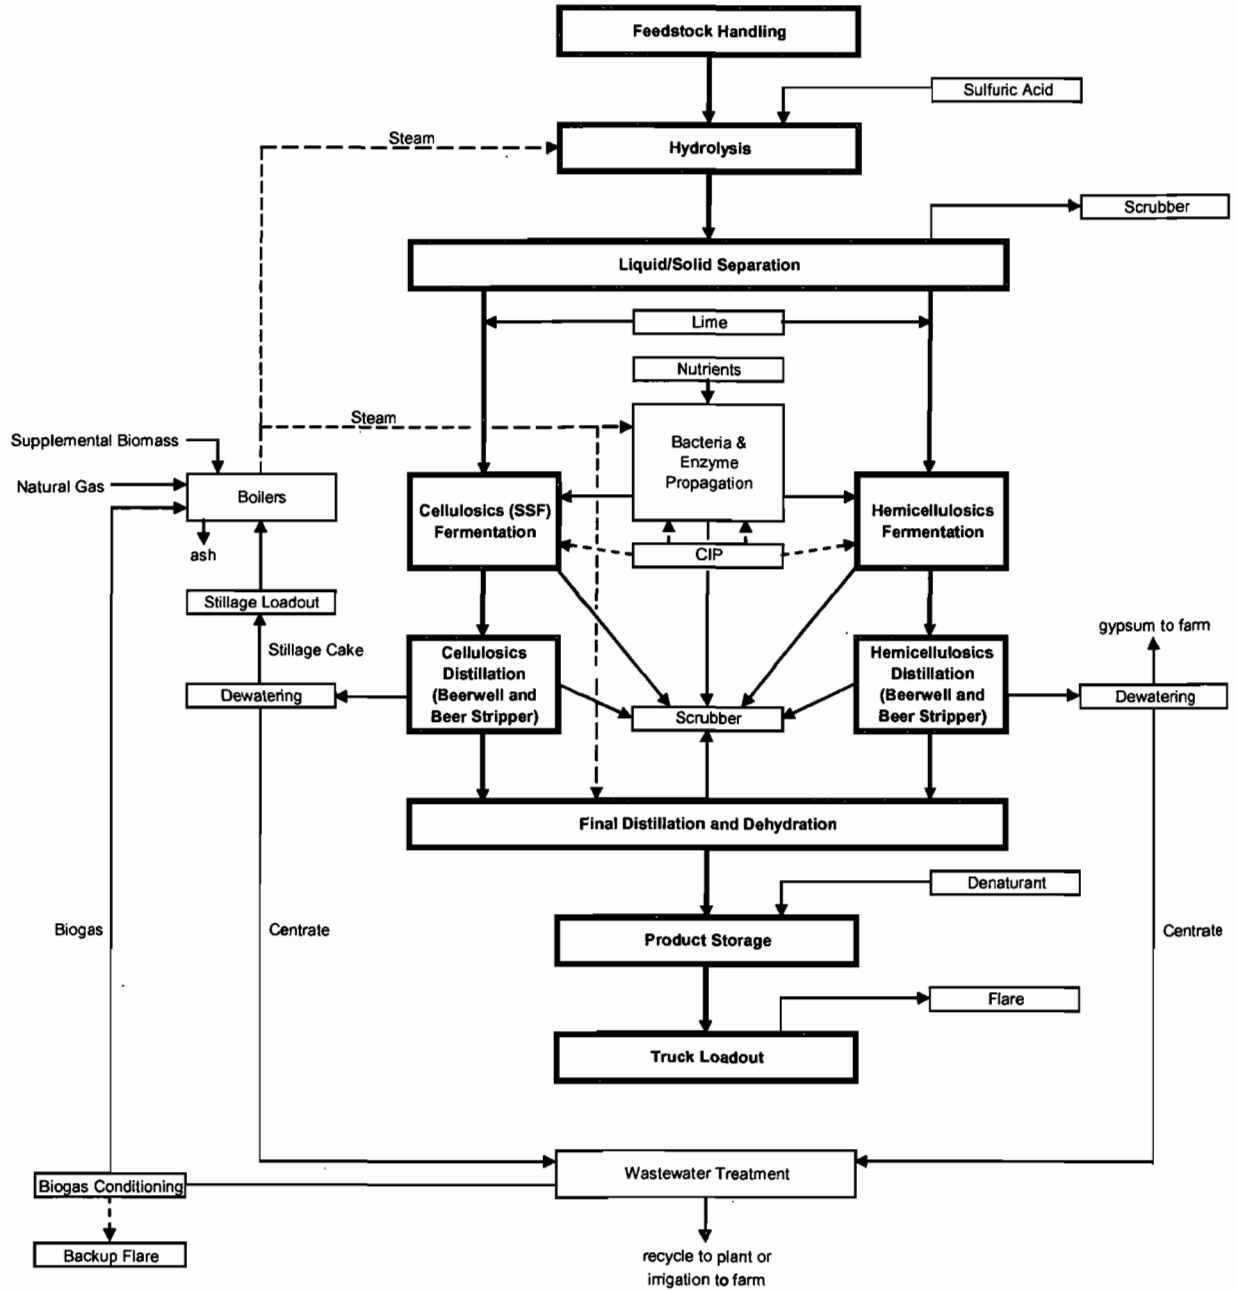 Feedstock Handling
Sulfuric Acid
Steam
Hydrolysis
Scrubber
Liquid/Solid Separation
Lime
Nutrients
Steam
Supplemental Biomass
Bacteria &
Enzyme
Propagation
Natural Gas
Boilers
Cellulosics (SSF)
Fermentation
Hemicellulosics
Fermentation
ash
CIP
Stillage Loadout
Stillage Cake
Cellulosics
Distillation
(Beerwell and
Beer Stripper)
Hemicellulosics
Distillation
(Beerwell and
Beer Stripper)
gypsum to farm
Dewatering
Scrubber
Dewatering
Final Distillation and Dehydration
Denaturant
Biogas
Centrate
Product Storage
Centrate
Flare
Truck Loadout
Wastewater Treatment
Biogas Conditioning
Backup Flare
recycle to plant or
irrigation to farm